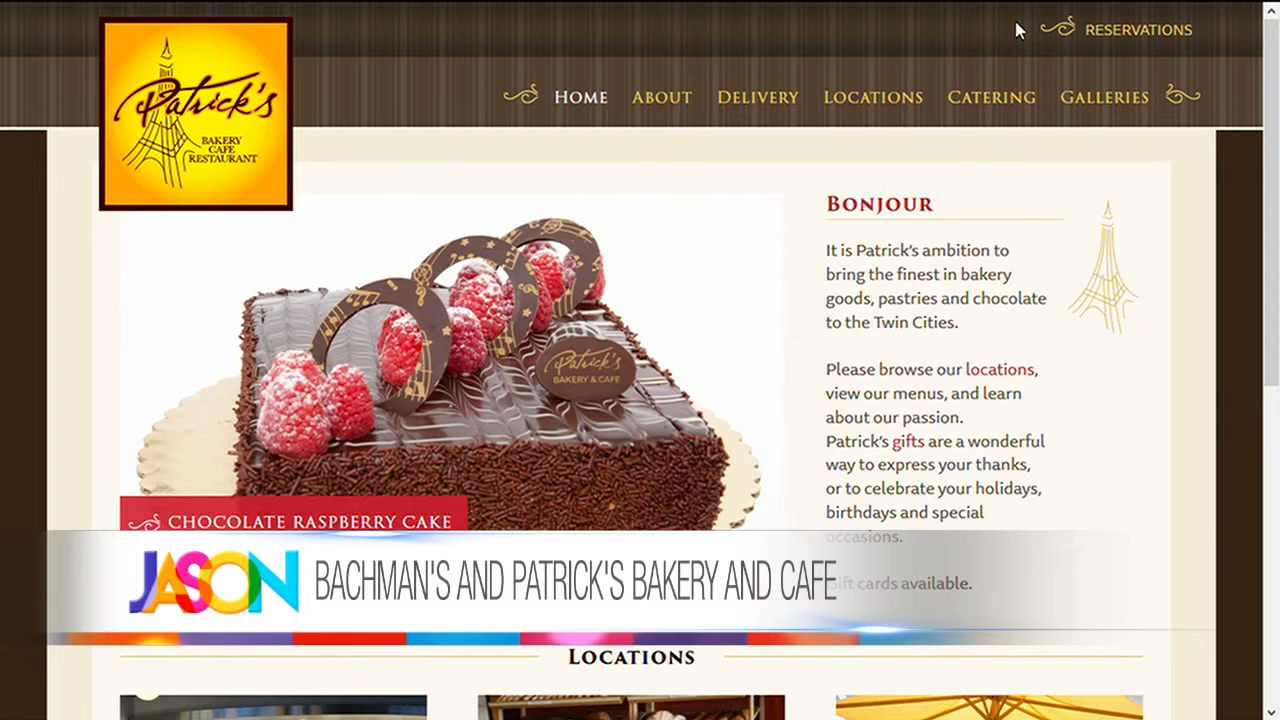 RESERVATIONS
Patrick's
BAKERY
CAFE
RESTAURANT
HOME ABOUT DELIVERY LOCATIONS CATERING GALLERIES
BONJOUR
It is Patrick's ambition to
bring the finest in bakery
goods, pastries and chocolate
to the Twin Cities.
Please browse our locations,
view our menus, and learn
about our passion.
Patrick's gifts are a wonderful
way to express your thanks,
or to celebrate your holidays,
birthdays and special
occasions.
Gift cards available.
Patrick's
BAKERY & CAFE
CHOCOLATE RASPBERRY CAKE
JASON BACHMAN'S AND PATRICK'S BAKERY AND CAFE
LOCATIONS